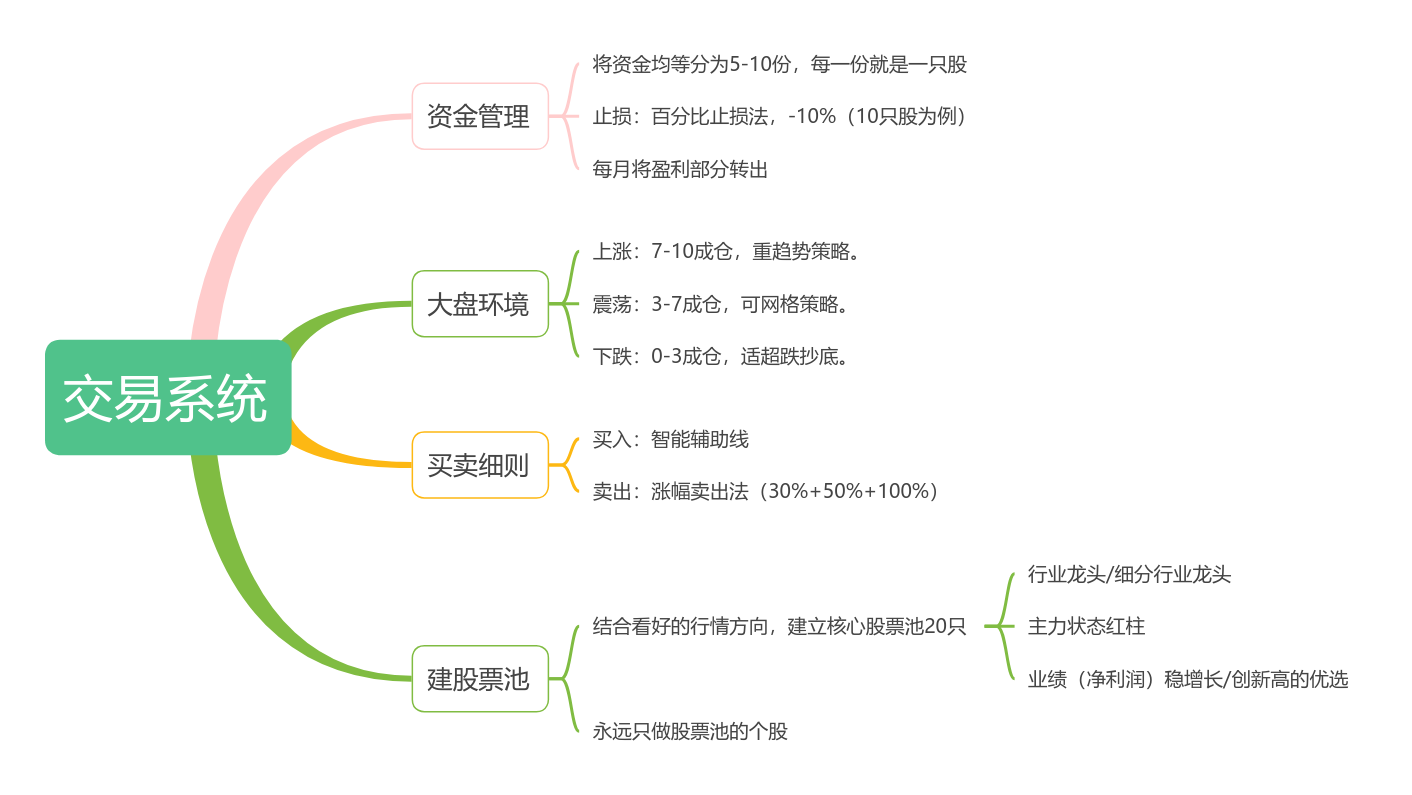 交易系统
资金管理
将资金均等分为5-10份，每一份就是一只股
止损：百分比止损法，-10%（10只股为例）
每月将盈利部分转出
大盘环境
上涨：7-10成仓，重趋势策略。
震荡：3-7成仓，可网格策略。
下跌：0-3成仓，适超跌抄底。
买卖细则
买入：智能辅助线
卖出：涨幅卖出法（30%+50%+100%）
建股票池
结合看好的行情方向，建立核心股票池20只
行业龙头/细分行业龙头
主力状态红柱
业绩（净利润）稳增长/创新高的优选
永远只做股票池的个股